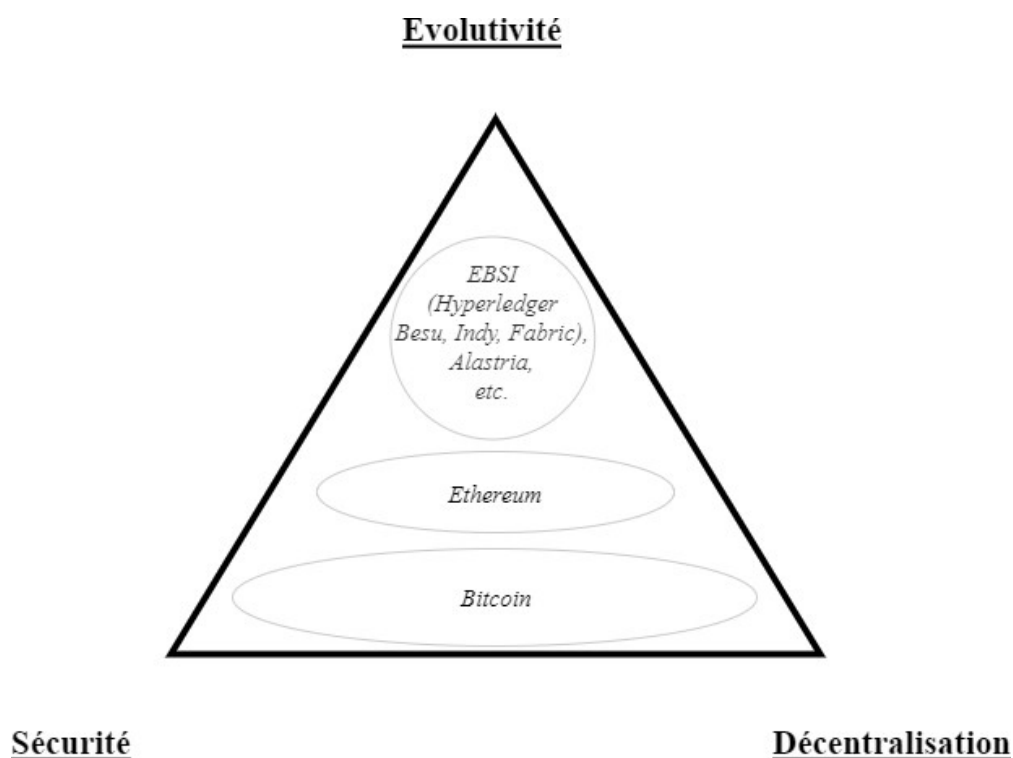 Evolutivité
EBSI
(Hyperledger
Besu, Indy, Fabric),
Alastria,
etc.
Ethereum
Bitcoin
Sécurité
Décentralisation